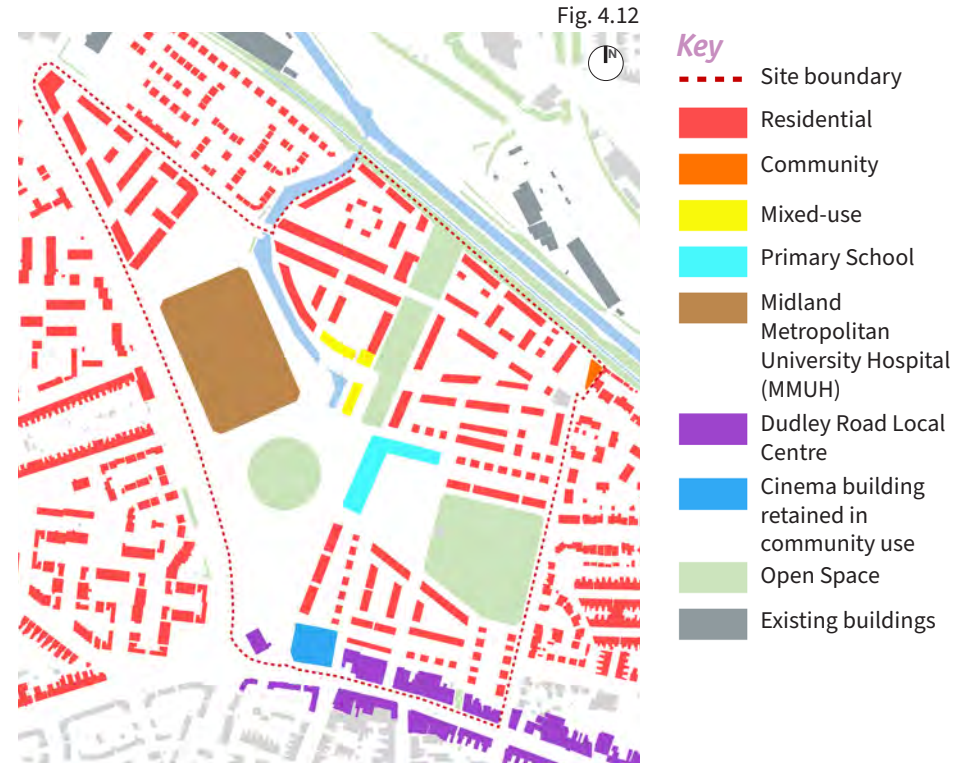 Fig. 4.12
N
Key
Site boundary
Residential
Community
Mixed-use
Primary School
Midland
Metropolitan
University Hospital
(MMUH)
Dudley Road Local
Centre
Cinema building
retained in
community use
Open Space
Existing buildings